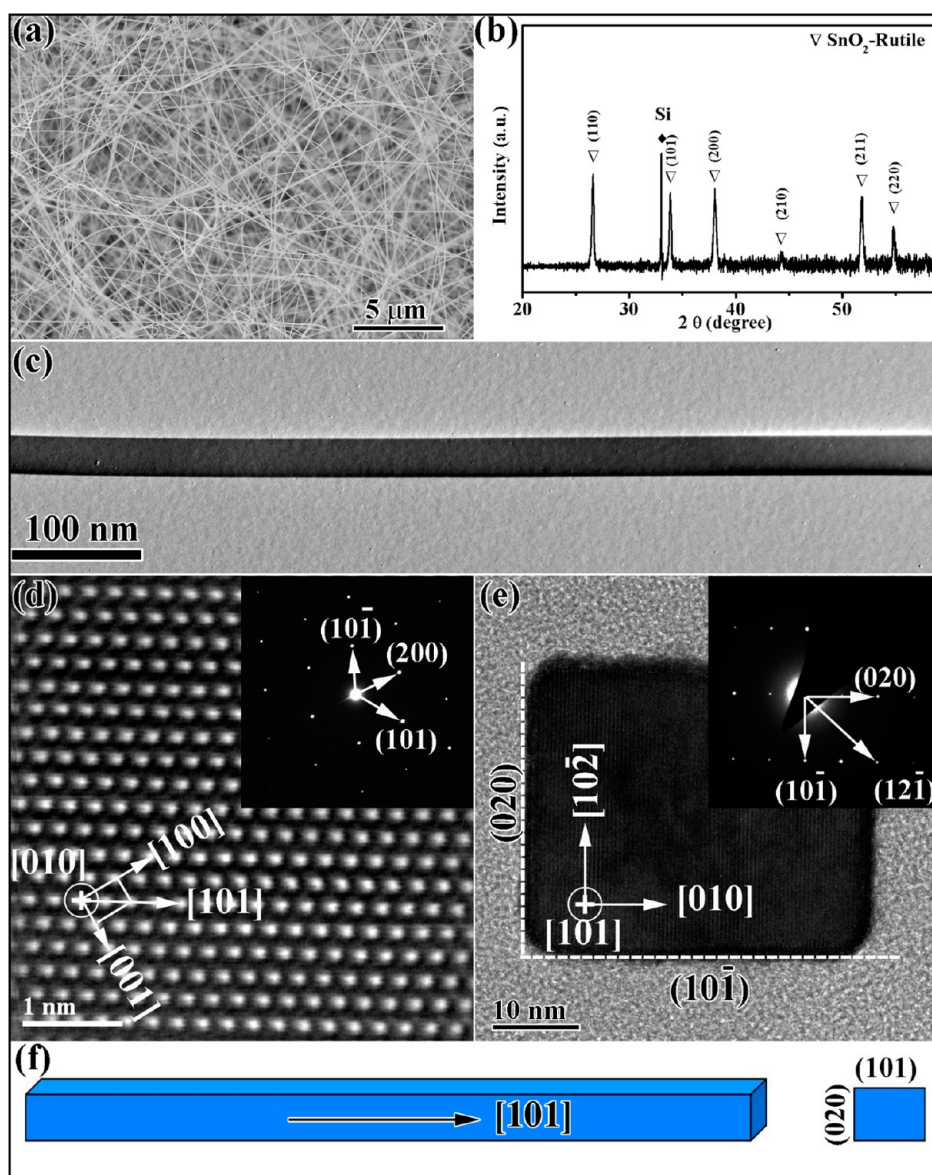 (a)
5 μm
(b)
▽ SnO₂-Rutile
Intensity (a.u.)
(110)
Si
(101)
(200)
(210)
(211)
(220)
20 30 40 50
2 θ (degree)
(c)
100 nm
(d)
(101̄)
(200)
(101)
[010]
[100]
[101]
[001]
1 nm
(e)
(020)
(101̄)
(12̄1̄)
(020)
[102̄]
[010]
[101]
(101̄)
10 nm
(f)
[101]
(101)
(020)